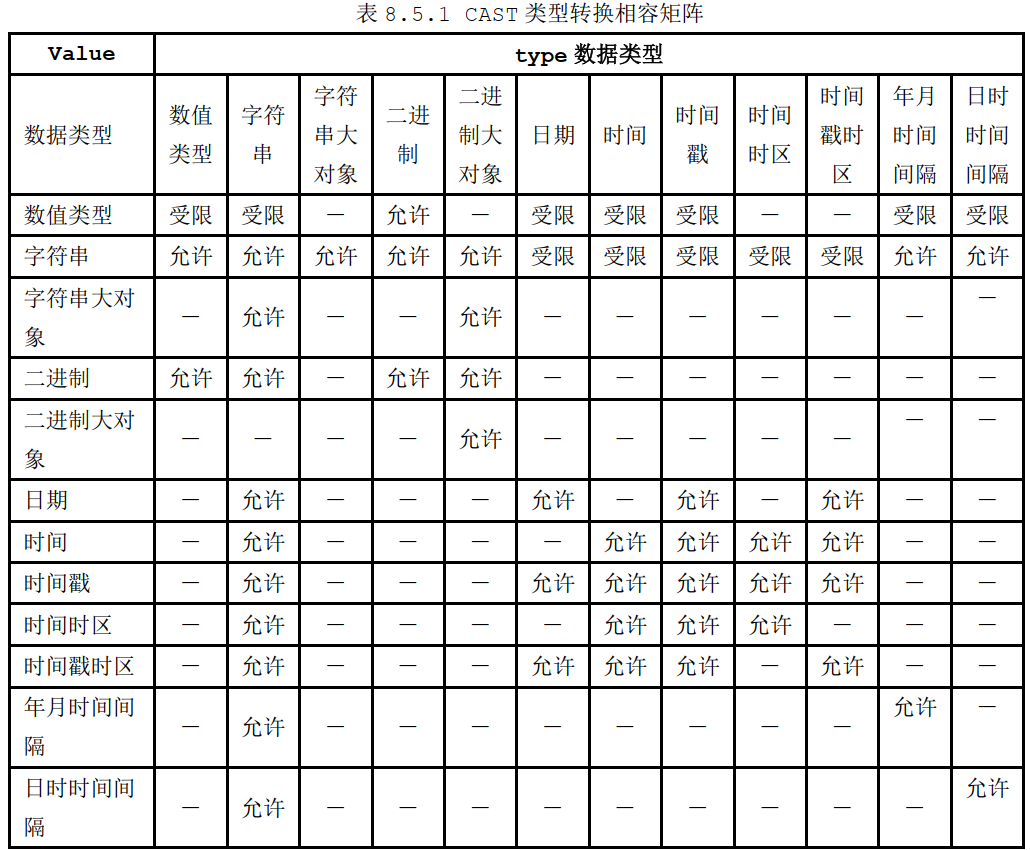 表 8.5.1 CAST 类型转换相容矩阵
Value type 数据类型
数据类型 数值类型 字符串 字符串大对象 二进制 二进制大对象 日期 时间 时间戳 时间时区 时间戳时区 年月时间间隔 日时时间间隔
数值类型 受限 受限 － 允许 － 受限 受限 受限 － － 受限 受限
字符串 允许 允许 允许 允许 允许 受限 受限 受限 受限 受限 允许 允许
字符串大对象 － 允许 － － 允许 － － － － － － －
二进制 允许 允许 － 允许 允许 － － － － － － －
二进制大对象 － － － － 允许 － － － － － － －
日期 － 允许 － － － 允许 － 允许 － 允许 － －
时间 － 允许 － － － － 允许 允许 允许 允许 － －
时间戳 － 允许 － － － 允许 允许 允许 允许 允许 － －
时间时区 － 允许 － － － － 允许 允许 允许 － － －
时间戳时区 － 允许 － － － 允许 允许 允许 － 允许 － －
年月时间间隔 － 允许 － － － － － － － － 允许 －
日时时间间隔 － 允许 － － － － － － － － － 允许